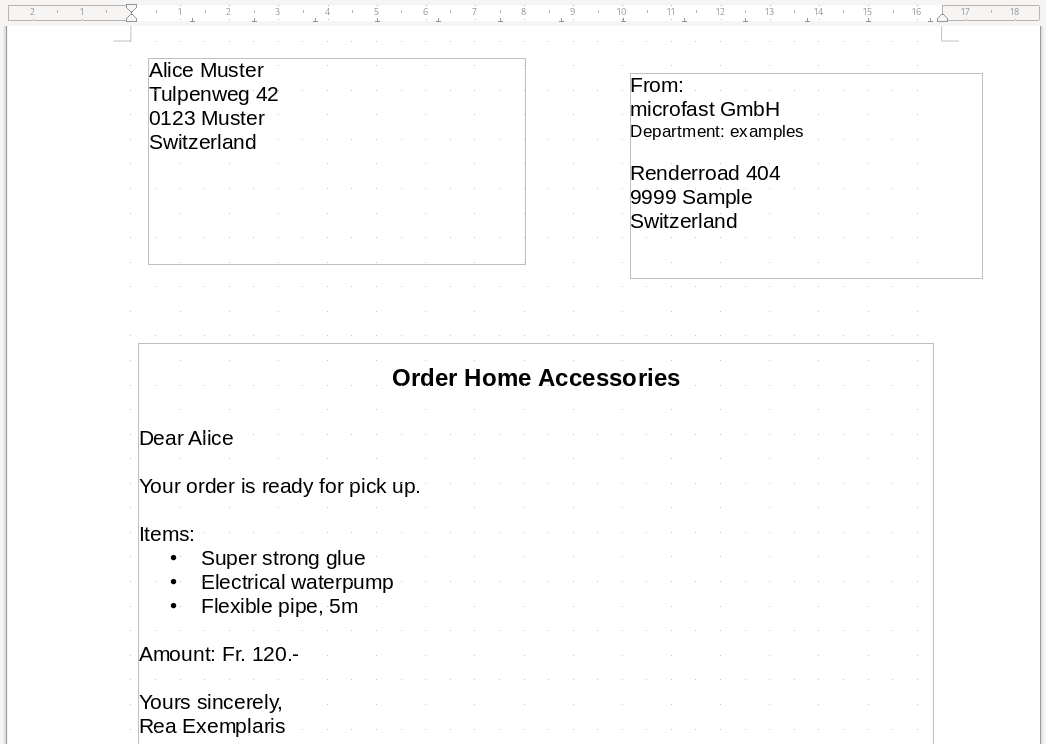 2 1 1 2 3 4 5 6 7 8 9 10 11 12 13 14 15 16 17 18
Alice Muster
Tulpenweg 42
0123 Muster
Switzerland
From:
microfast GmbH
Department: examples
Renderroad 404
9999 Sample
Switzerland
Order Home Accessories
Dear Alice
Your order is ready for pick up.
Items:
• Super strong glue
• Electrical waterpump
• Flexible pipe, 5m
Amount: Fr. 120.-
Yours sincerely,
Rea Exemplaris